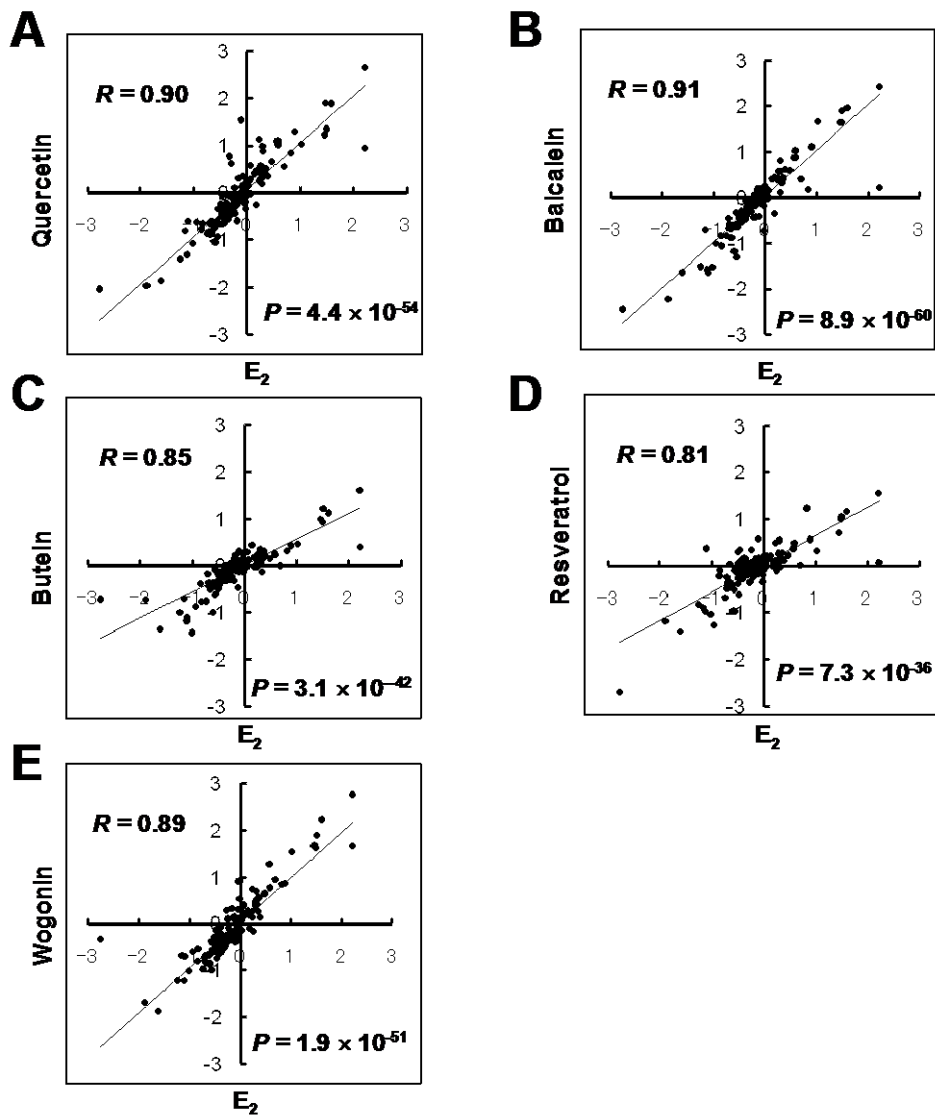 A
3
R = 0.90
2
1
0
−3
−2
−1
0
1
2
3
-1
-2
-3
Quercetin
P = 4.4 × 10⁻⁵⁴
E₂
B
3
R = 0.91
2
1
0
−3
−2
−1
0
1
2
3
-1
-2
-3
Baicalein
P = 8.9 × 10⁻⁶⁰
E₂
C
3
R = 0.85
2
1
0
−3
−2
−1
0
1
2
3
-1
-2
-3
Butein
P = 3.1 × 10⁻⁴²
E₂
D
3
R = 0.81
2
1
0
−3
−2
−1
0
1
2
3
-1
-2
-3
Resveratrol
P = 7.3 × 10⁻³⁶
E₂
E
3
R = 0.89
2
1
0
−3
−2
−1
0
1
2
3
-1
-2
-3
Wogonin
P = 1.9 × 10⁻⁵¹
E₂